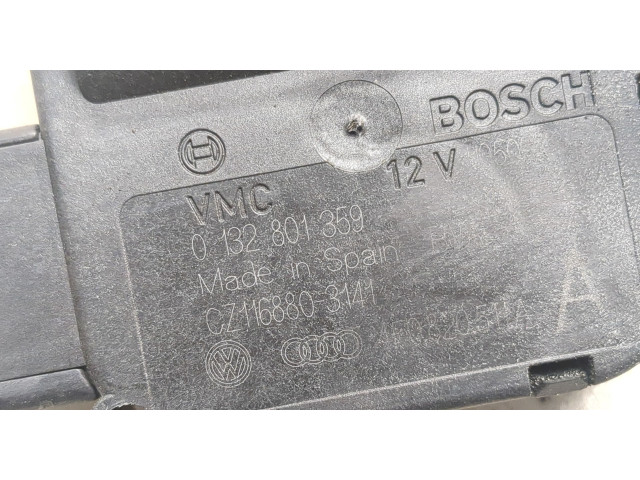 BOSCH
VMC 12 V
0 132 801 359
Made in Spain
CZ116880-3141
A